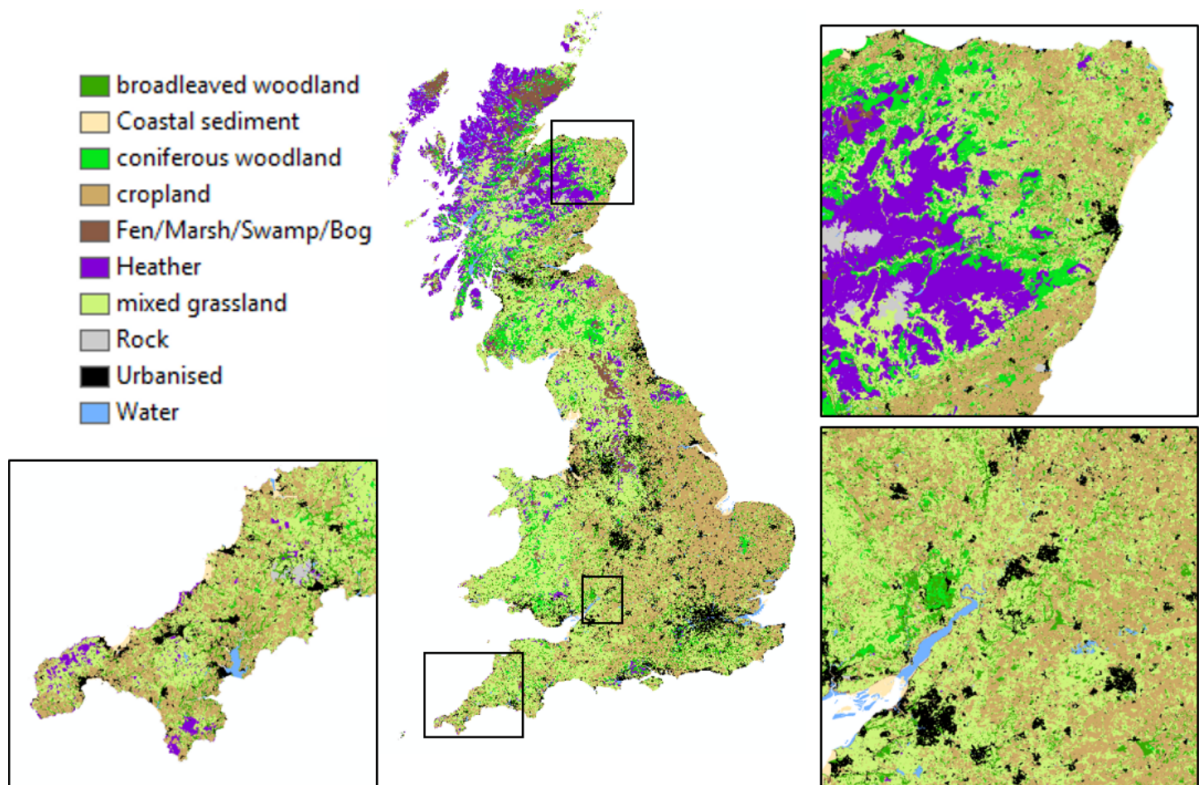 broadleaved woodland
Coastal sediment
coniferous woodland
cropland
Fen/Marsh/Swamp/Bog
Heather
mixed grassland
Rock
Urbanised
Water